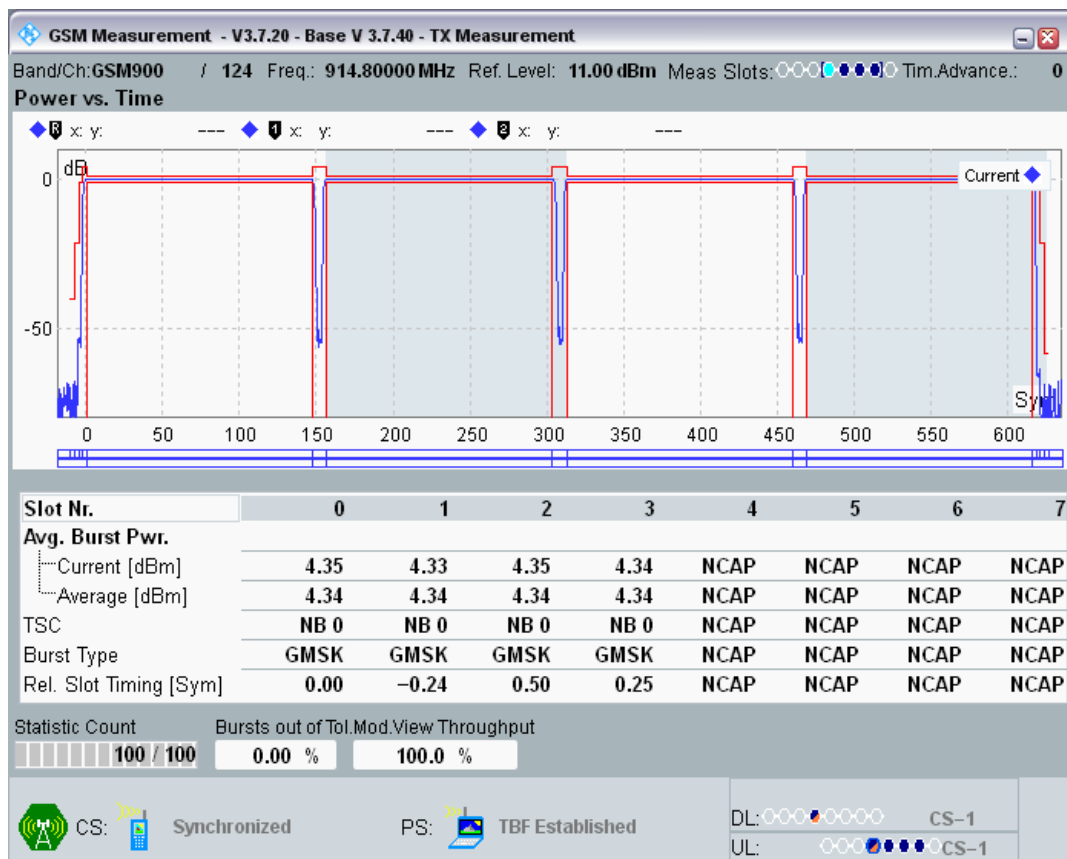 GSM Measurement - V3.7.20 - Base V 3.7.40 - TX Measurement
Band/Ch:GSM900 / 124 Freq.: 914.80000 MHz Ref. Level: 11.00 dBm Meas Slots: Tim.Advance.: 0
Power vs. Time
R x: y: --- 1 x: y: --- 2 x: y: ---
dB
Current
0
-50
Sym
0 50 100 150 200 250 300 350 400 450 500 550 600
Slot Nr. 0 1 2 3 4 5 6 7
Avg. Burst Pwr.
Current [dBm] 4.35 4.33 4.35 4.34 NCAP NCAP NCAP NCAP
Average [dBm] 4.34 4.34 4.34 4.34 NCAP NCAP NCAP NCAP
TSC NB 0 NB 0 NB 0 NB 0 NCAP NCAP NCAP NCAP
Burst Type GMSK GMSK GMSK GMSK NCAP NCAP NCAP NCAP
Rel. Slot Timing [Sym] 0.00 −0.24 0.50 0.25 NCAP NCAP NCAP NCAP
Statistic Count Bursts out of Tol. Mod.View Throughput
100 / 100 0.00 % 100.0 %
CS: Synchronized PS: TBF Established
DL: CS−1
UL: CS−1